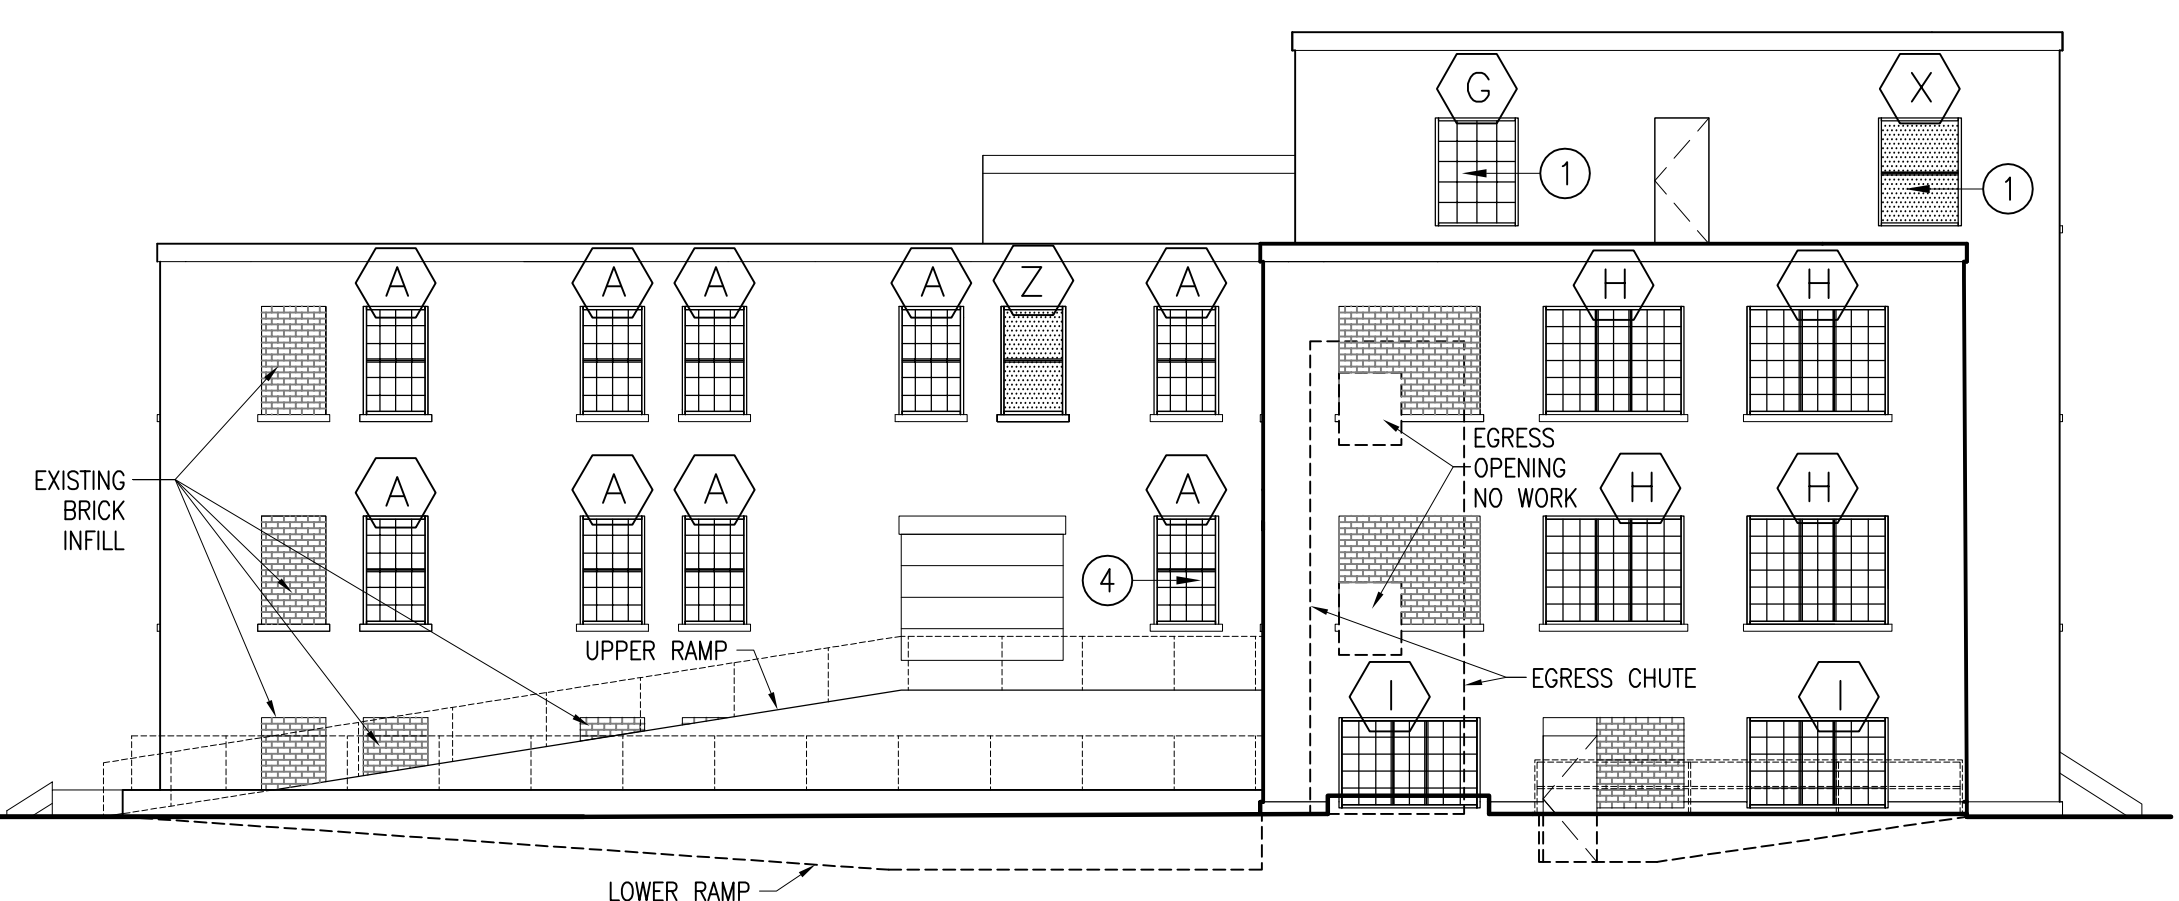 G
X
1
1
A
A
A
A
Z
A
H
H
EGRESS
OPENING
NO WORK
EXISTING
BRICK
INFILL
A
A
A
A
H
H
4
UPPER RAMP
EGRESS CHUTE
I
I
LOWER RAMP